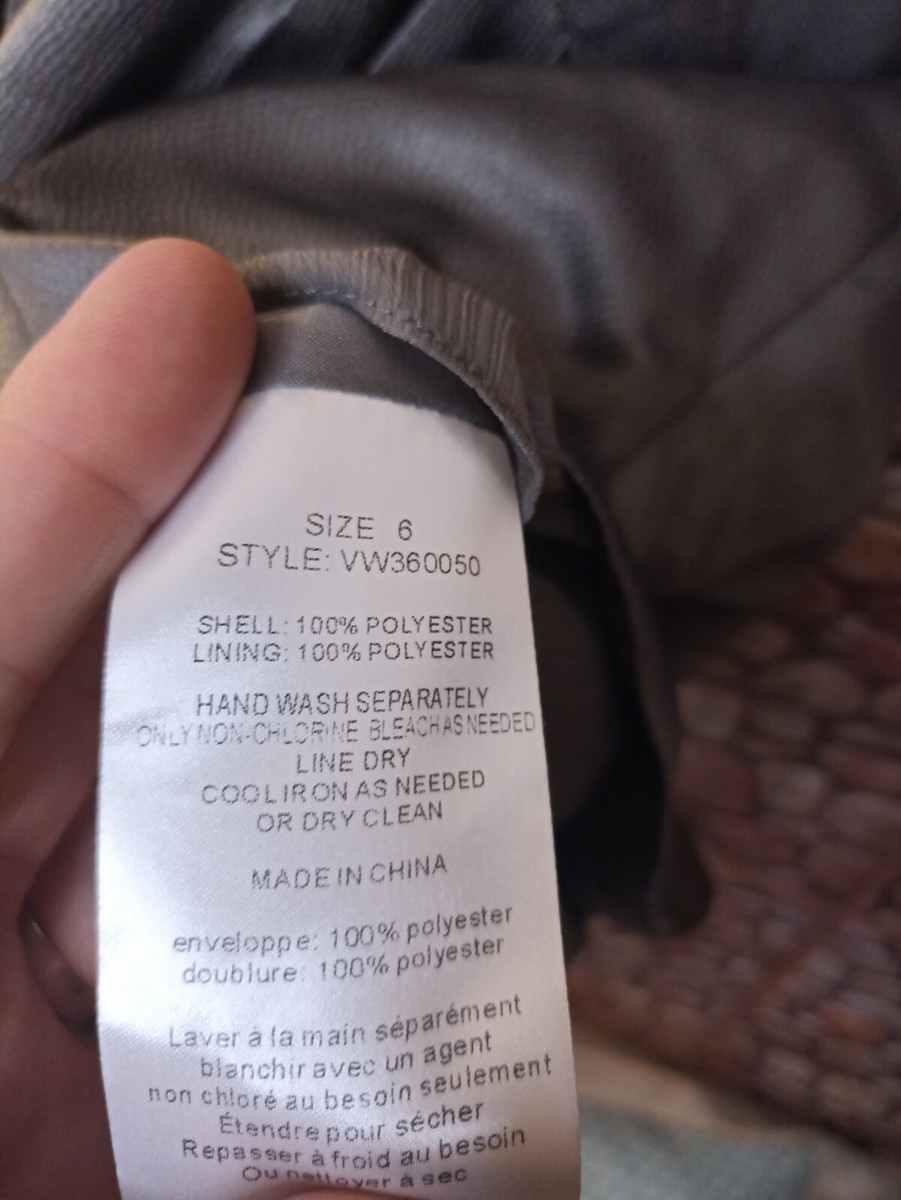 SIZE 6
STYLE: VW360050
SHELL: 100% POLYESTER
LINING: 100% POLYESTER
HAND WASH SEPARATELY
ONLY NON-CHLORINE BLEACH AS NEEDED
LINE DRY
COOL IRON AS NEEDED
OR DRY CLEAN
MADE IN CHINA
enveloppe: 100% polyester
doublure: 100% polyester
Laver à la main séparément
blanchir avec un agent
non chloré au besoin seulement
Étendre pour sécher
Repasser à froid au besoin
Ou nettoyer à sec